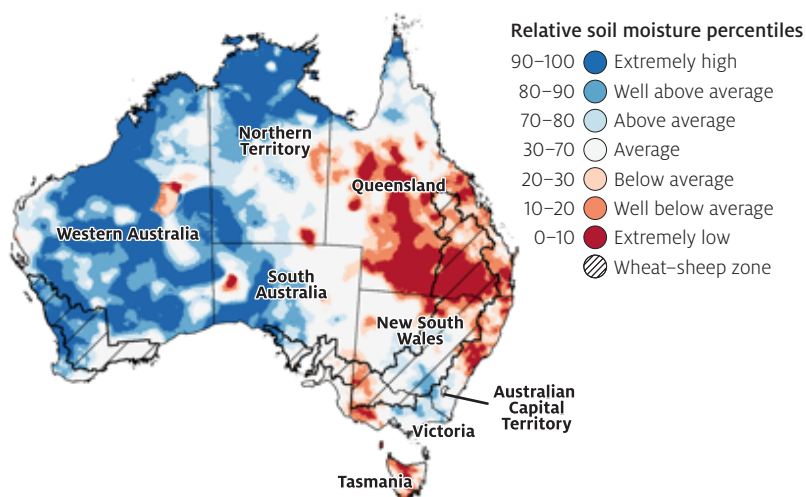 Relative soil moisture percentiles
90–100 Extremely high
80–90 Well above average
70–80 Above average
30–70 Average
20–30 Below average
10–20 Well below average
0–10 Extremely low
Wheat–sheep zone
Northern
Territory
Queensland
Western Australia
South
Australia
New South
Wales
Australian
Capital
Territory
Victoria
Tasmania